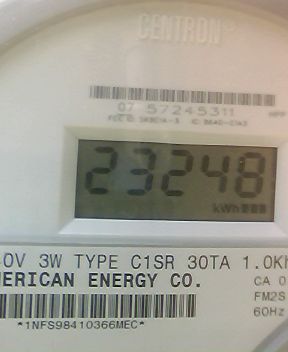 CENTRON®
07 57245311
23248
kWh
0V 3W TYPE C1SR 30TA 1.0Kh
MERICAN ENERGY CO. CA 0
FM2S
60Hz
*1NFS98410366MEC*